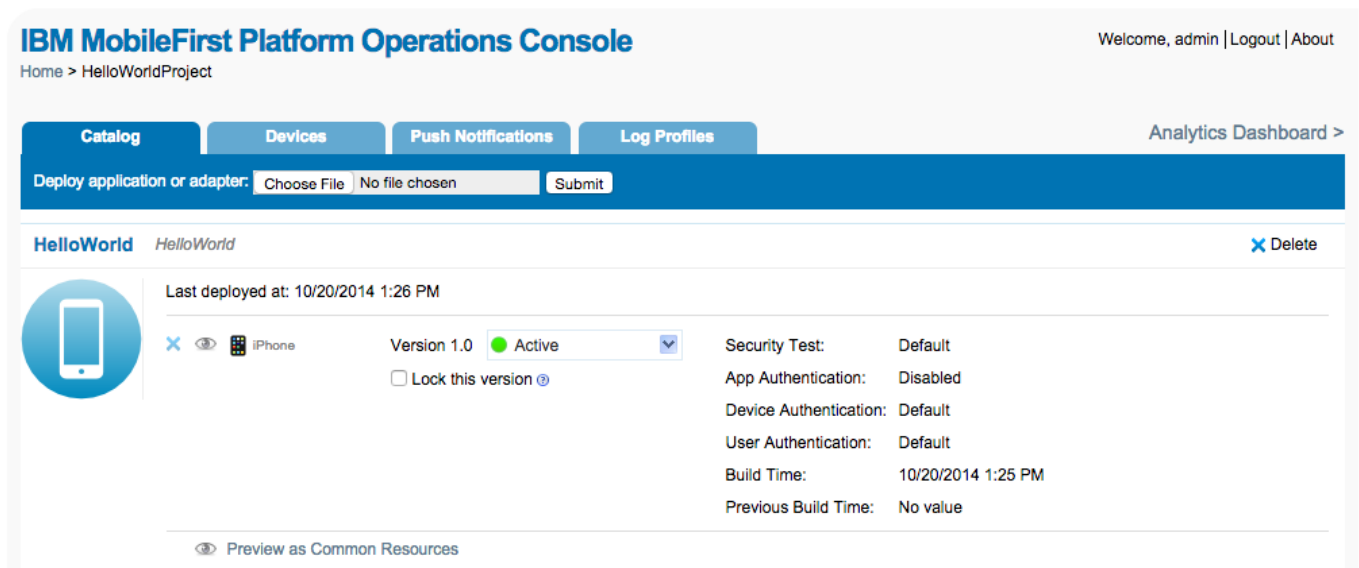 IBM MobileFirst Platform Operations Console
Welcome, admin | Logout | About
Home > HelloWorldProject
Catalog
Devices
Push Notifications
Log Profiles
Analytics Dashboard >
Deploy application or adapter: Choose File No file chosen Submit
HelloWorld HelloWorld
Delete
Last deployed at: 10/20/2014 1:26 PM
iPhone
Version 1.0 Active
Lock this version ?
Security Test: Default
App Authentication: Disabled
Device Authentication: Default
User Authentication: Default
Build Time: 10/20/2014 1:25 PM
Previous Build Time: No value
Preview as Common Resources